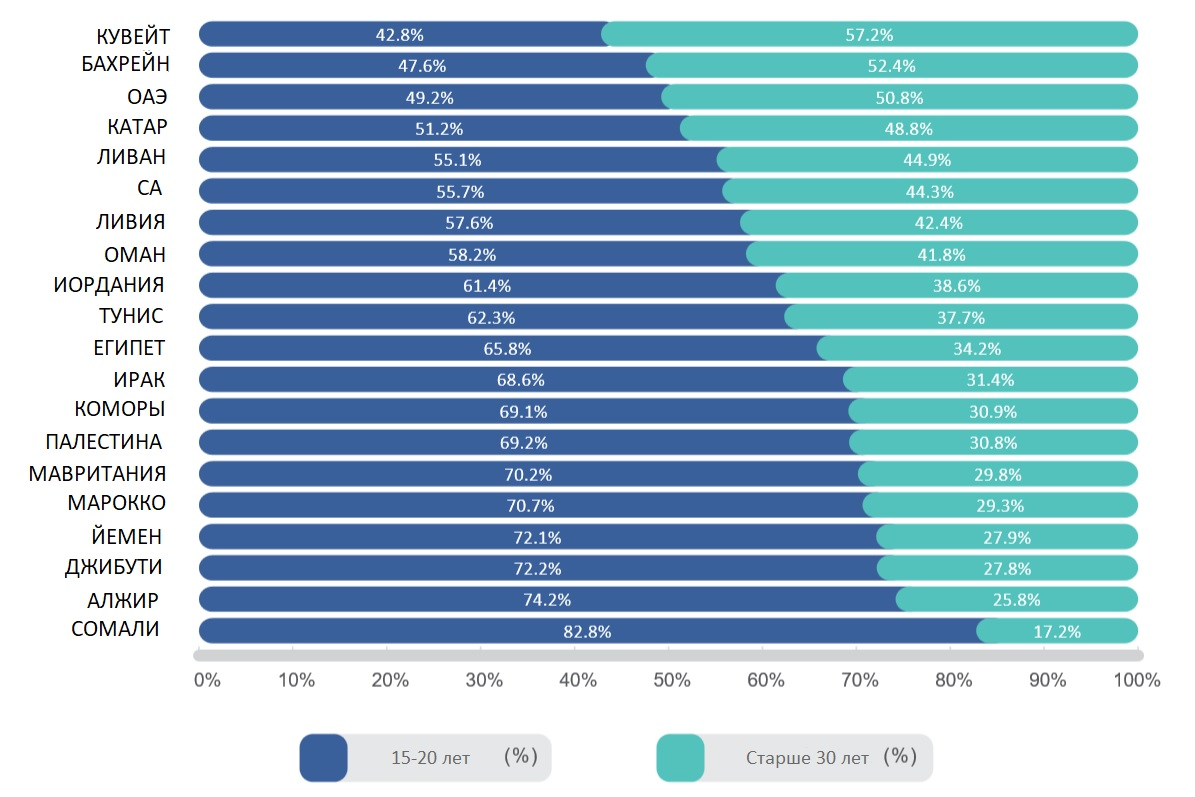 КУВЕЙТ 42.8% 57.2%
БАХРЕЙН 47.6% 52.4%
ОАЭ 49.2% 50.8%
КАТАР 51.2% 48.8%
ЛИВАН 55.1% 44.9%
СА 55.7% 44.3%
ЛИВИЯ 57.6% 42.4%
ОМАН 58.2% 41.8%
ИОРДАНИЯ 61.4% 38.6%
ТУНИС 62.3% 37.7%
ЕГИПЕТ 65.8% 34.2%
ИРАК 68.6% 31.4%
КОМОРЫ 69.1% 30.9%
ПАЛЕСТИНА 69.2% 30.8%
МАВРИТАНИЯ 70.2% 29.8%
МАРОККО 70.7% 29.3%
ЙЕМЕН 72.1% 27.9%
ДЖИБУТИ 72.2% 27.8%
АЛЖИР 74.2% 25.8%
СОМАЛИ 82.8% 17.2%
0% 10% 20% 30% 40% 50% 60% 70% 80% 90% 100%
15-20 лет (%) Старше 30 лет (%)